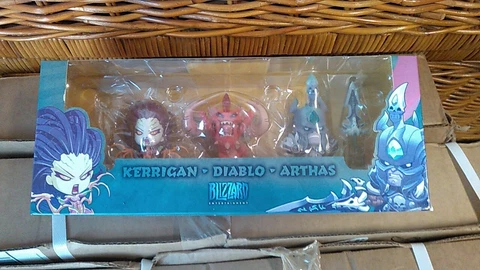 KERRIGAN • DIABLO • ARTHAS
BLIZZARD
ENTERTAINMENT